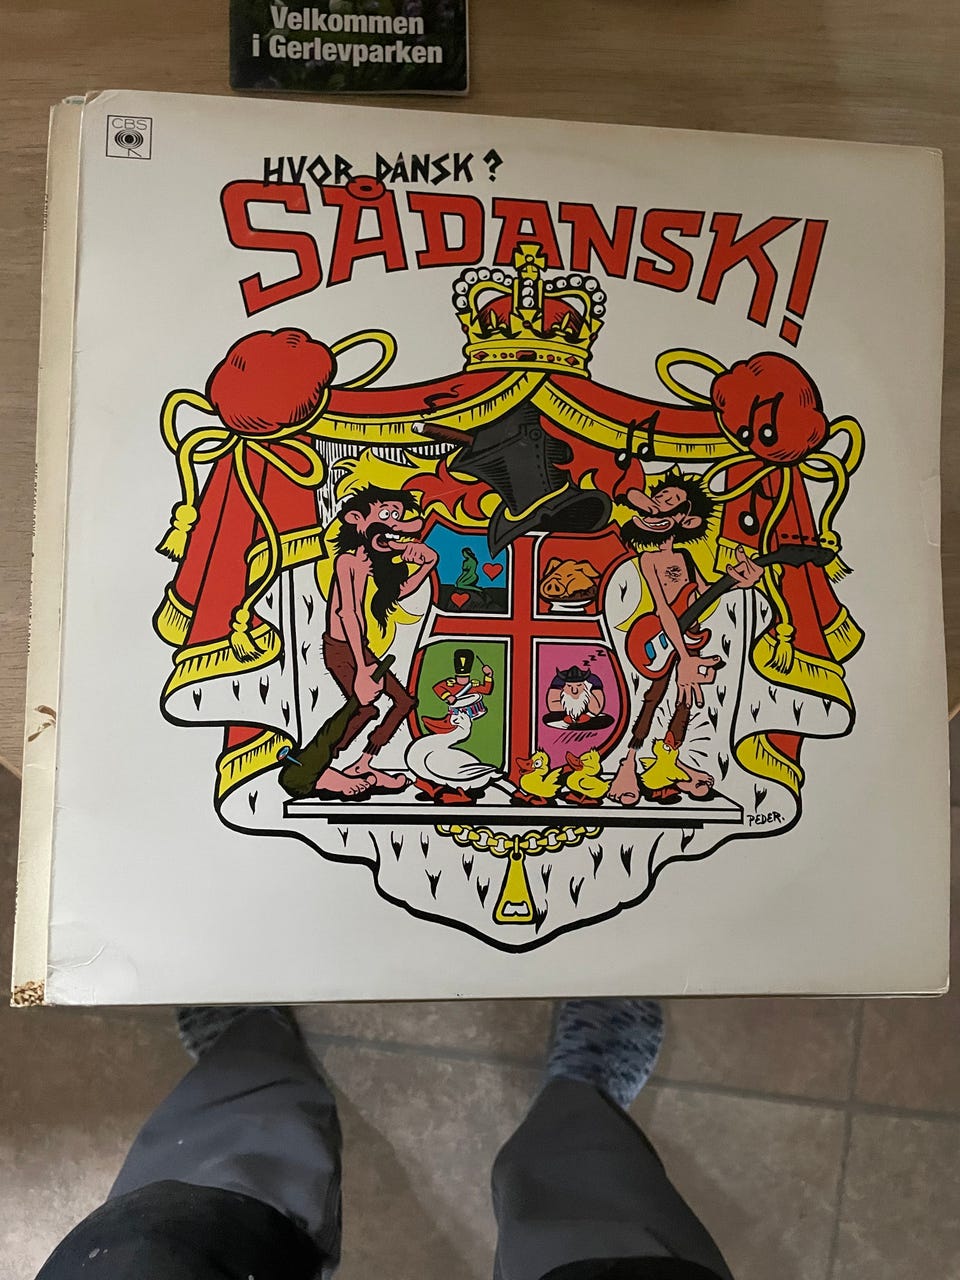 Velkommen
i Gerlevparken
CBS
HVOR DANSK?
SÅDANSK!
PEDER.